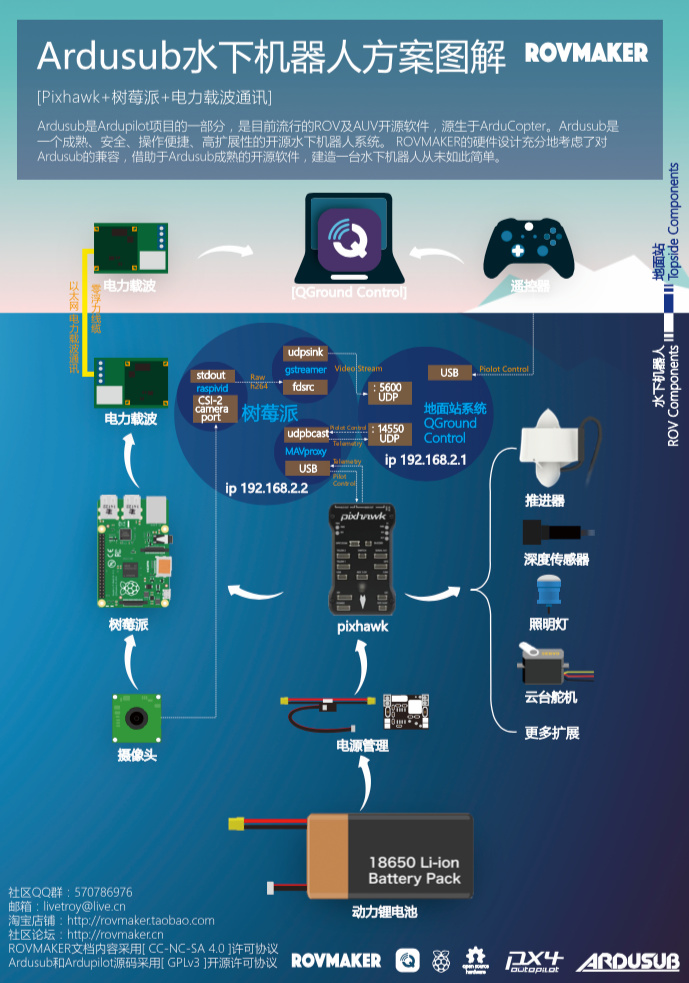 Ardusub水下机器人方案图解
ROVMAKER
[Pixhawk+树莓派+电力载波通讯]
Ardusub是Ardupilot项目的一部分，是目前流行的ROV及AUV开源软件，源生于ArduCopter。Ardusub是
一个成熟、安全、操作便捷、高扩展性的开源水下机器人系统。 ROVMAKER的硬件设计充分地考虑了对
Ardusub的兼容，借助于Ardusub成熟的开源软件，建造一台水下机器人从未如此简单。
地面站
Topside Components
水下机器人
ROV Components
电力载波
[QGround Control]
遥控器
零浮力线缆
以太网电力载波通讯
电力载波
udpsink
gstreamer
fdsrc
Video Stream
stdout
raspivid
CSI-2
camera
port
Raw
h264
树莓派
USB
Piolot Control
: 5600
UDP
地面站系统
QGround
Control
udpbcast
MAVproxy
USB
Piolot Control
Telemetry
: 14550
UDP
Telemetry
Pilot
Control
ip 192.168.2.1
ip 192.168.2.2
pixhawk
推进器
深度传感器
照明灯
云台舵机
更多扩展
树莓派
pixhawk
摄像头
电源管理
18650 Li-ion
Battery Pack
动力锂电池
社区QQ群：570786976
邮箱：livetroy@live.cn
淘宝店铺：http://rovmaker.taobao.com
社区论坛：http://rovmaker.cn
ROVMAKER文档内容采用[ CC-NC-SA 4.0 ]许可协议
Ardusub和Ardupilot源码采用[ GPLv3 ]开源许可协议
ROVMAKER
open source
hardware
PX4
autopilot
ARDUSUB